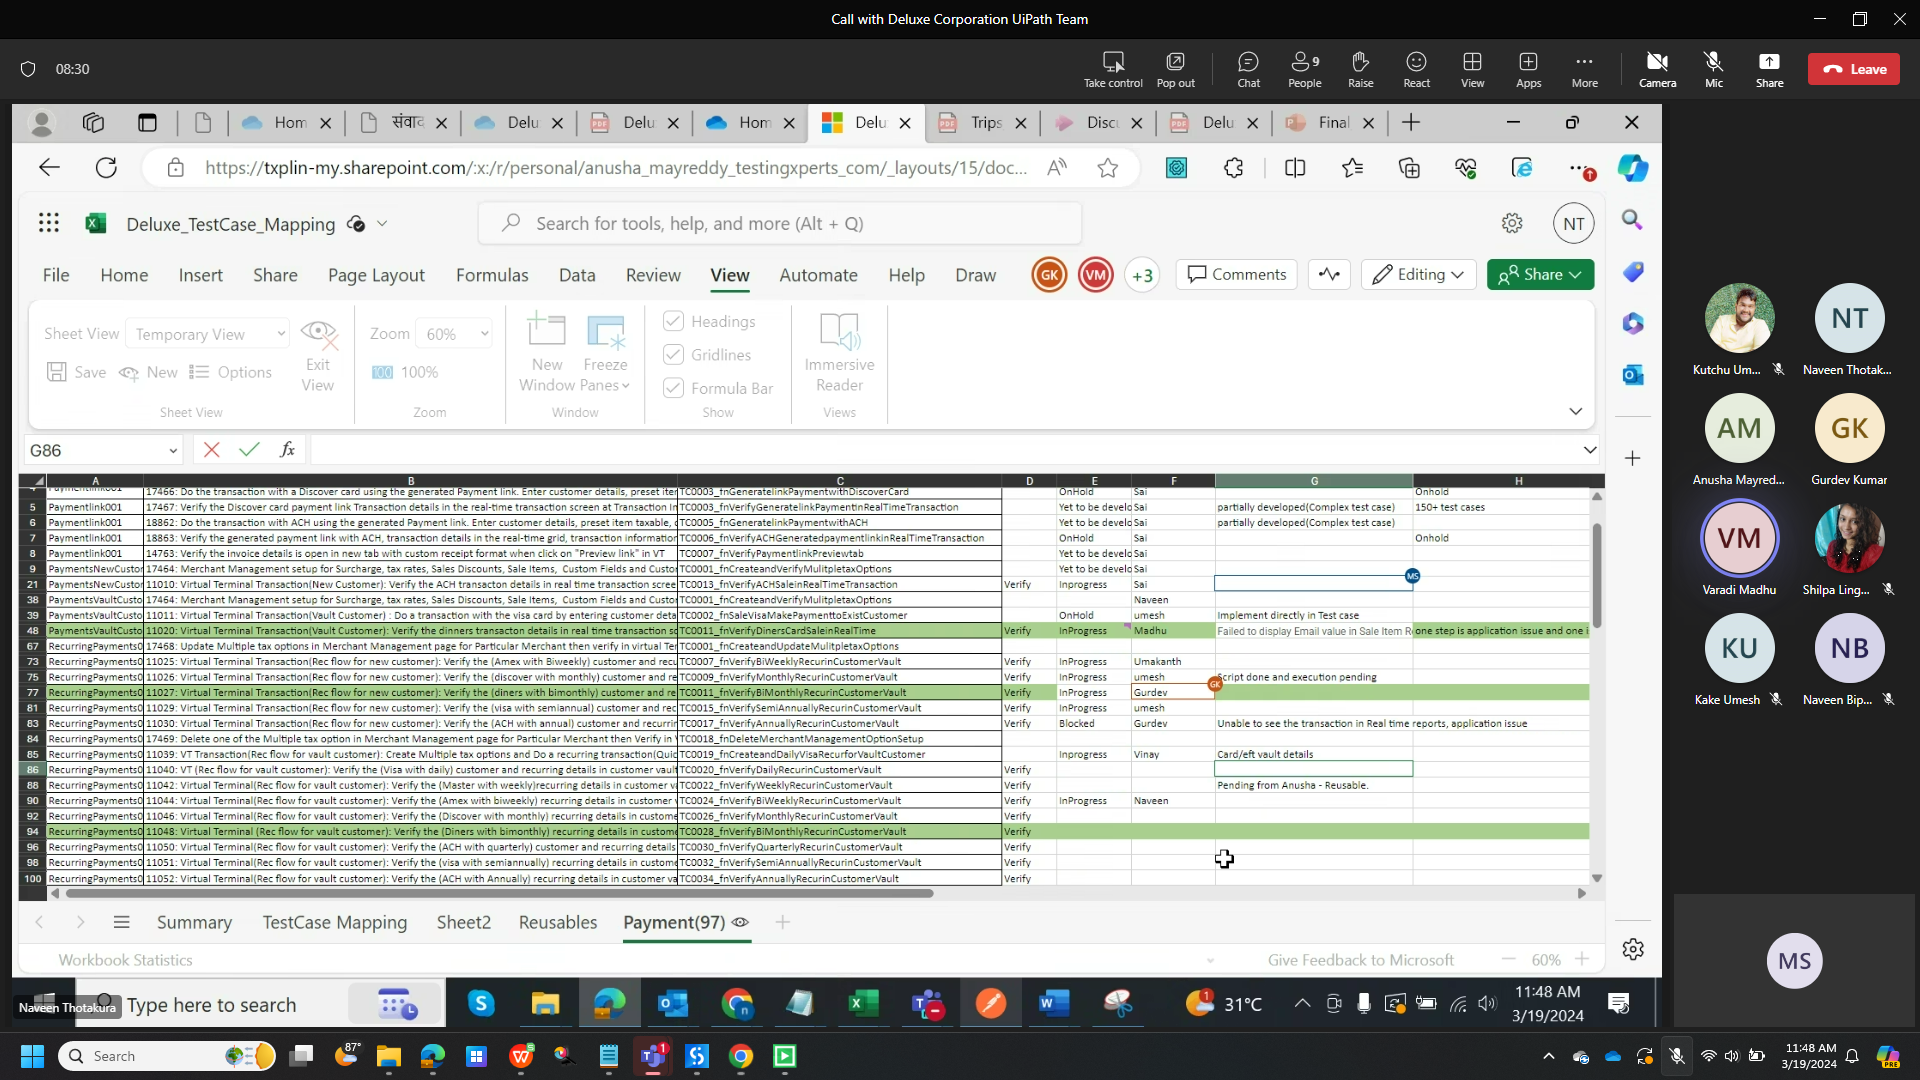 Call with Deluxe Corporation UiPath Team
08:30
Take control
Pop out
Chat
9
People
Raise
React
View
Apps
More
Camera
Mic
Share
Leave
Hom
संवाद
Delu
Delu
Hom
Delu
Trips
Discu
Delu
Final
https://txplin-my.sharepoint.com/:x:/r/personal/anusha_mayreddy_testingxperts_com/_layouts/15/doc...
Deluxe_TestCase_Mapping
Search for tools, help, and more (Alt + Q)
NT
File Home Insert Share Page Layout Formulas Data Review View Automate Help Draw
GK VM +3
Comments
Editing
Share
Sheet View Temporary View
Save New Options
Exit View
Sheet View
Zoom 60%
100%
Zoom
New Window
Freeze Panes
Window
Headings
Gridlines
Formula Bar
Show
Immersive Reader
Views
G86
fx
A B C D E F G H
17466: Do the transaction with a Discover card using the generated Payment link. Enter customer details, preset iter TC0003_fnGeneratelinkPaymentwithDiscoverCard OnHold Sai Onhold
5 Paymentlink001 17467: Verify the Discover card payment link Transaction details in the real-time transaction screen at Transaction In TC0003_fnVerifyGeneratelinkPaymentinRealTimeTransaction Yet to be develo Sai partially developed(Complex test case) 150+ test cases
6 Paymentlink001 18862: Do the transaction with ACH using the generated Payment link. Enter customer details, preset item taxable, c TC0005_fnGeneratelinkPaymentwithACH Yet to be develo Sai partially developed(Complex test case)
7 Paymentlink001 18863: Verify the generated payment link with ACH, transaction details in the real-time grid, transaction informatior TC0006_fnVerifyACHGeneratedpaymentlinkinRealTimeTransaction OnHold Sai Onhold
8 Paymentlink001 14763: Verify the invoice details is open in new tab with custom receipt format when click on "Preview link" in VT TC0007_fnVerifyPaymentlinkPreviewtab Yet to be develo Sai
9 PaymentsNewCustor 17464: Merchant Management setup for Surcharge, tax rates, Sales Discounts, Sale Items, Custom Fields and Custo TC0001_fnCreateandVerifyMulitpletaxOptions Yet to be develo Sai
21 PaymentsNewCustor 11010: Virtual Terminal Transaction(New Customer): Verify the ACH transacton details in real time transaction scree TC0013_fnVerifyACHSaleinRealTimeTransaction Verify Inprogress Sai
MS
38 PaymentsVaultCusto 17464: Merchant Management setup for Surcharge, tax rates, Sales Discounts, Sale Items, Custom Fields and Custo TC0001_fnCreateandVerifyMulitpletaxOptions Naveen
39 PaymentsVaultCusto 11011: Virtual Terminal Transaction(Vault Customer) : Do a transaction with the visa card by entering customer deta TC0002_fnSaleVisaMakePaymenttoExistCustomer OnHold umesh Implement directly in Test case
48 PaymentsVaultCusto 11020: Virtual Terminal Transaction(Vault Customer): Verify the dinners transacton details in real time transaction sc TC0011_fnVerifyDinersCardSaleinRealTime Verify InProgress Madhu Failed to display Email value in Sale Item R one step is application issue and one i
67 RecurringPayments0 17468: Update Multiple tax options in Merchant Management page for Particular Merchant then verify in virtual Ter TC0001_fnCreateandUpdateMulitpletaxOptions
73 RecurringPayments0 11025: Virtual Terminal Transaction(Rec flow for new customer): Verify the (Amex with Biweekly) customer and recu TC0007_fnVerifyBiWeeklyRecurinCustomerVault Verify InProgress Umakanth
75 RecurringPayments0 11026: Virtual Terminal Transaction(Rec flow for new customer): Verify the (discover with monthly) customer and re TC0009_fnVerifyMonthlyRecurinCustomerVault Verify InProgress umesh Script done and execution pending
GK
77 RecurringPayments0 11027: Virtual Terminal Transaction(Rec flow for new customer): Verify the (diners with bimonthly) customer and re TC0011_fnVerifyBiMonthlyRecurinCustomerVault Verify InProgress Gurdev
81 RecurringPayments0 11029: Virtual Terminal Transaction(Rec flow for new customer): Verify the (visa with semiannual) customer and rec TC0015_fnVerifySemiAnnuallyRecurinCustomerVault Verify InProgress umesh
83 RecurringPayments0 11030: Virtual Terminal Transaction(Rec flow for new customer): Verify the (ACH with annual) customer and recurrir TC0017_fnVerifyAnnuallyRecurinCustomerVault Verify Blocked Gurdev Unable to see the transaction in Real time reports, application issue
84 RecurringPayments0 17469: Delete one of the Multiple tax option in Merchant Management page for Particular Merchant then Verify in V TC0018_fnDeleteMerchantManagementOptionSetup
85 RecurringPayments0 11039: VT Transaction(Rec flow for vault customer): Create Multiple tax options and Do a recurring transaction(Quic TC0019_fnCreateandDailyVisaRecurforVaultCustomer Inprogress Vinay Card/eft vault details
86 RecurringPayments0 11040: VT (Rec flow for vault customer): Verify the (Visa with daily) customer and recurring details in customer vault TC0020_fnVerifyDailyRecurinCustomerVault Verify
88 RecurringPayments0 11042: Virtual Terminal(Rec flow for vault customer): Verify the (Master with weekly)recurring details in customer v TC0022_fnVerifyWeeklyRecurinCustomerVault Verify Pending from Anusha - Reusable.
90 RecurringPayments0 11044: Virtual Terminal(Rec flow for vault customer): Verify the (Amex with biweekly) recurring details in customer TC0024_fnVerifyBiWeeklyRecurinCustomerVault Verify InProgress Naveen
92 RecurringPayments0 11046: Virtual Terminal(Rec flow for vault customer): Verify the (Discover with monthly) recurring details in custome TC0026_fnVerifyMonthlyRecurinCustomerVault Verify
94 RecurringPayments0 11048: Virtual Terminal (Rec flow for vault customer): Verify the (Diners with bimonthly) recurring details in custome TC0028_fnVerifyBiMonthlyRecurinCustomerVault Verify
96 RecurringPayments0 11050: Virtual Terminal(Rec flow for vault customer): Verify the (ACH with quarterly) customer and recurring details TC0030_fnVerifyQuarterlyRecurinCustomerVault Verify
98 RecurringPayments0 11051: Virtual Terminal(Rec flow for vault customer): Verify the (visa with semiannually) recurring details in custome TC0032_fnVerifySemiAnnuallyRecurinCustomerVault Verify
100 RecurringPayments0 11052: Virtual Terminal(Rec flow for vault customer): Verify the (ACH with Annually) recurring details in customer va TC0034_fnVerifyAnnuallyRecurinCustomerVault Verify
Summary TestCase Mapping Sheet2 Reusables Payment(97)
Workbook Statistics
Give Feedback to Microsoft
60%
Naveen Thotakura
Type here to search
31°C
11:48 AM
3/19/2024
Kutchu Um...
NT
Naveen Thotak...
AM
Anusha Mayred...
GK
Gurdev Kumar
VM
Varadi Madhu
Shilpa Ling...
KU
Kake Umesh
NB
Naveen Bip...
MS
Search
87°
11:48 AM
3/19/2024